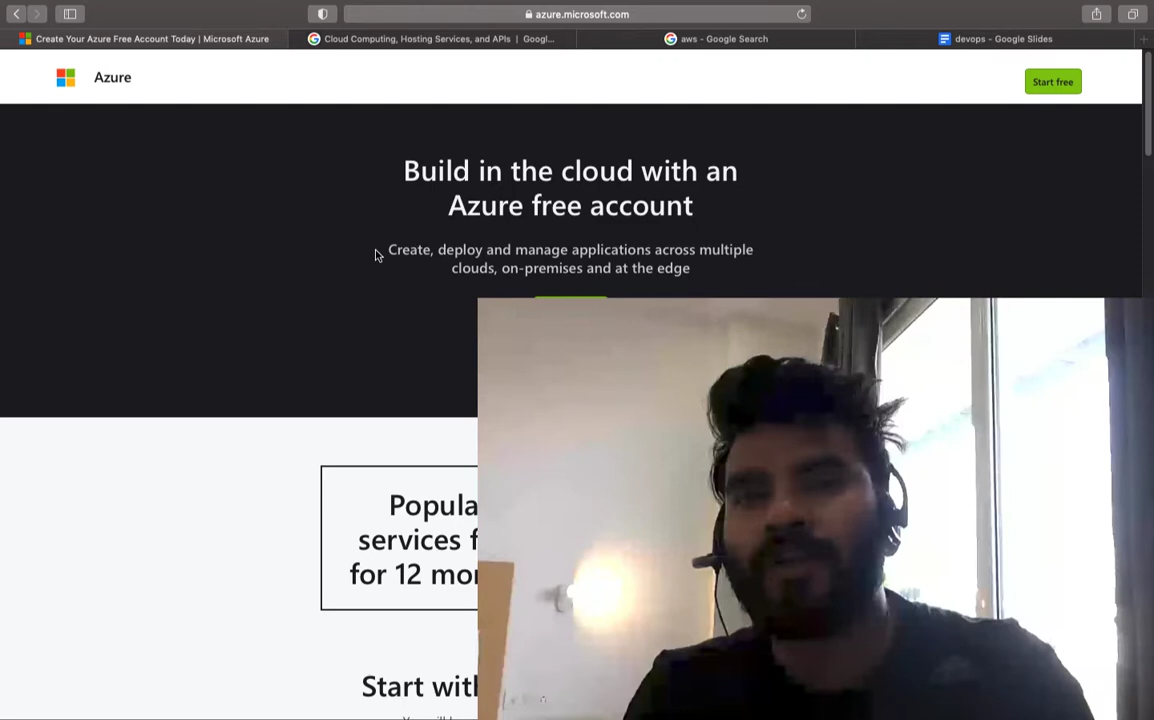 azure.microsoft.com
Create Your Azure Free Account Today | Microsoft Azure
Cloud Computing, Hosting Services, and APIs | Googl...
aws - Google Search
devops - Google Slides
Azure
Start free
Build in the cloud with an
Azure free account
Create, deploy and manage applications across multiple
clouds, on-premises and at the edge
Popula
services f
for 12 mo
Start with